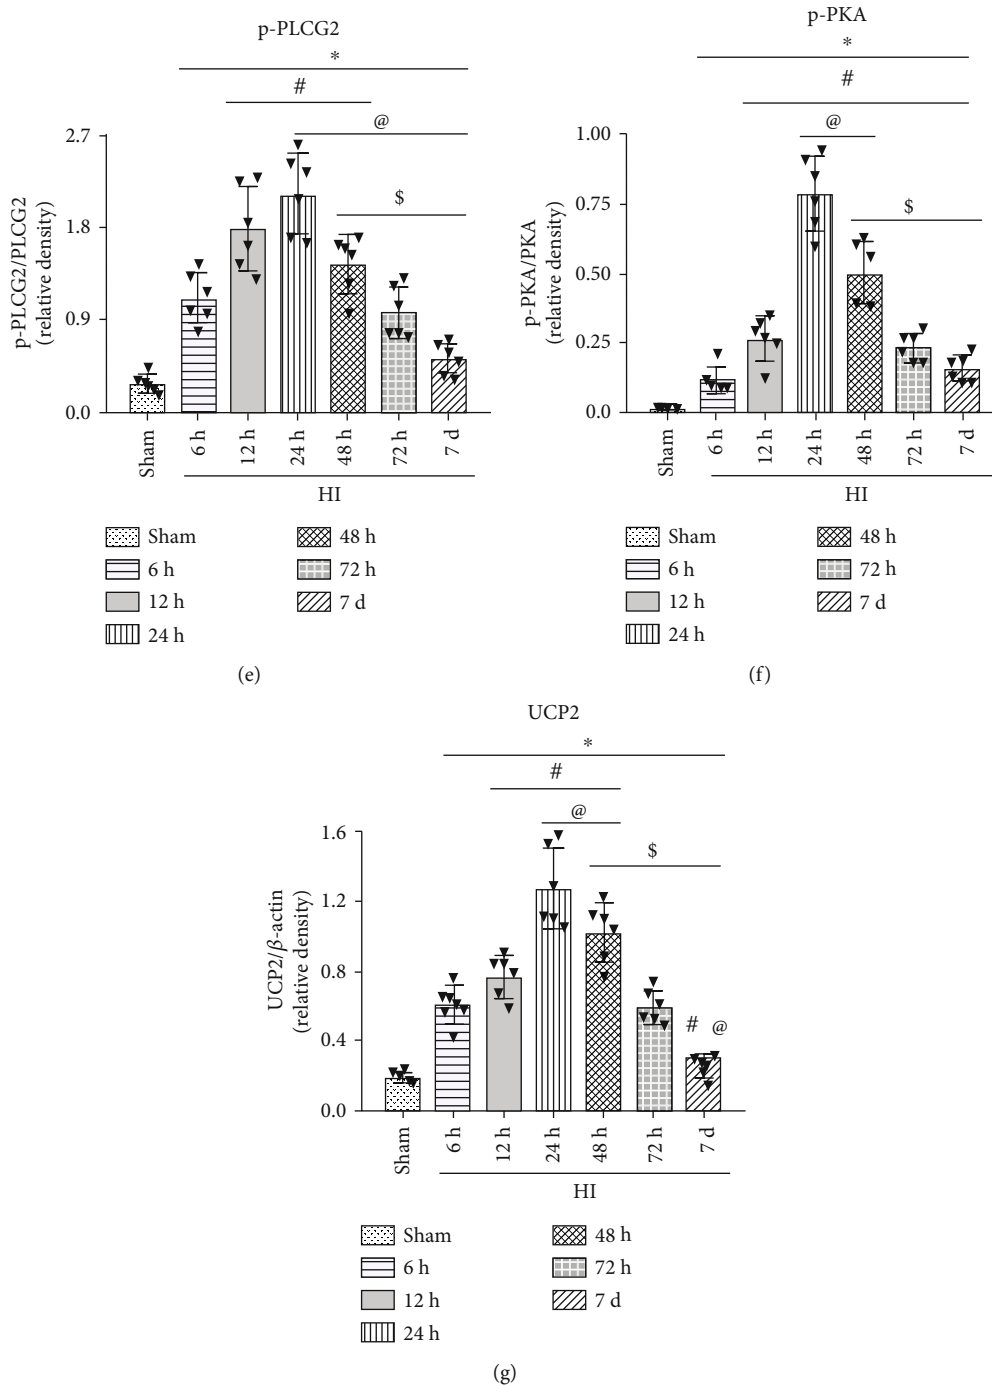 p-PLCG2
*
#
@
$
2.7
1.8
0.9
0.0
p-PLCG2/PLCG2
(relative density)
Sham
6 h
12 h
24 h
48 h
72 h
7 d
HI
Sham
6 h
12 h
24 h
48 h
72 h
7 d
(e)
p-PKA
*
#
@
$
1.00
0.75
0.50
0.25
0.0
p-PKA/PKA
(relative density)
Sham
6 h
12 h
24 h
48 h
72 h
7 d
HI
Sham
6 h
12 h
24 h
48 h
72 h
7 d
(f)
UCP2
*
#
@
$
# @
1.6
1.2
0.8
0.4
0.0
UCP2/β-actin
(relative density)
Sham
6 h
12 h
24 h
48 h
72 h
7 d
HI
Sham
6 h
12 h
24 h
48 h
72 h
7 d
(g)